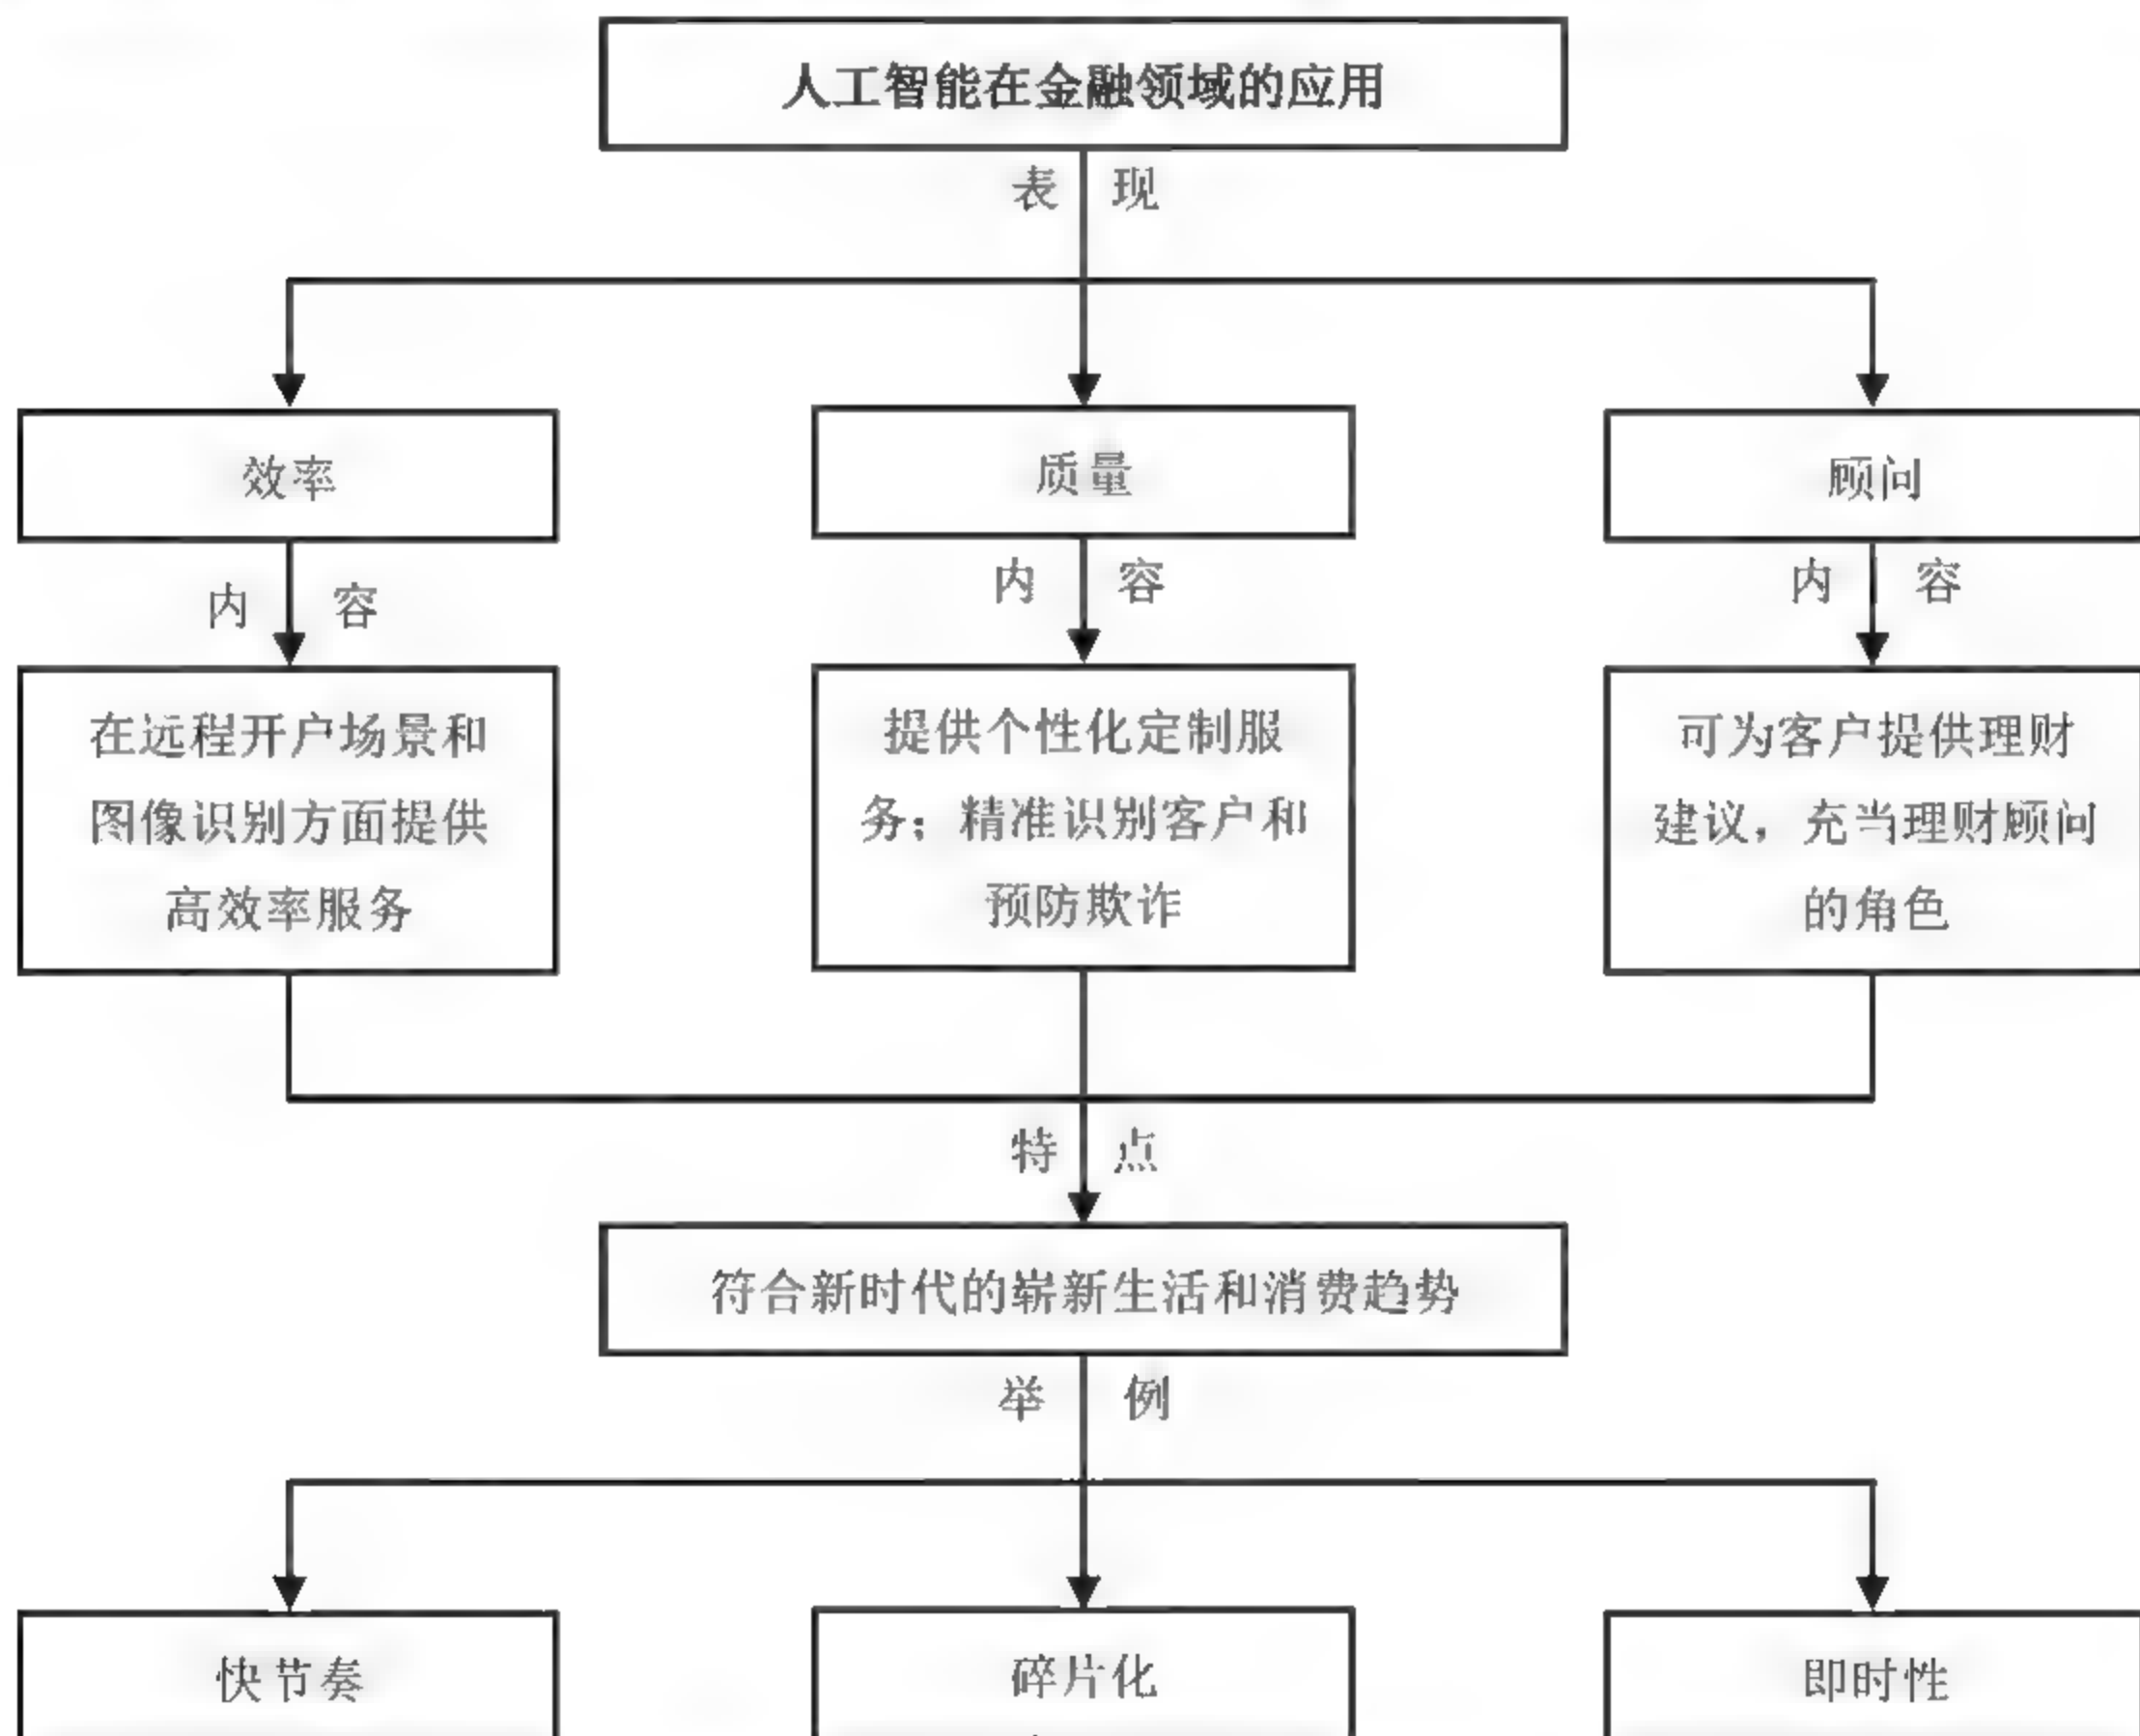 人工智能在金融领域的应用
表 现
效率
质量
顾问
内 容
内 容
内 容
在远程开户场景和
图像识别方面提供
高效率服务
提供个性化定制服
务；精准识别客户和
预防欺诈
可为客户提供理财
建议，充当理财顾问
的角色
特 点
符合新时代的崭新生活和消费趋势
举 例
快节奏
碎片化
即时性